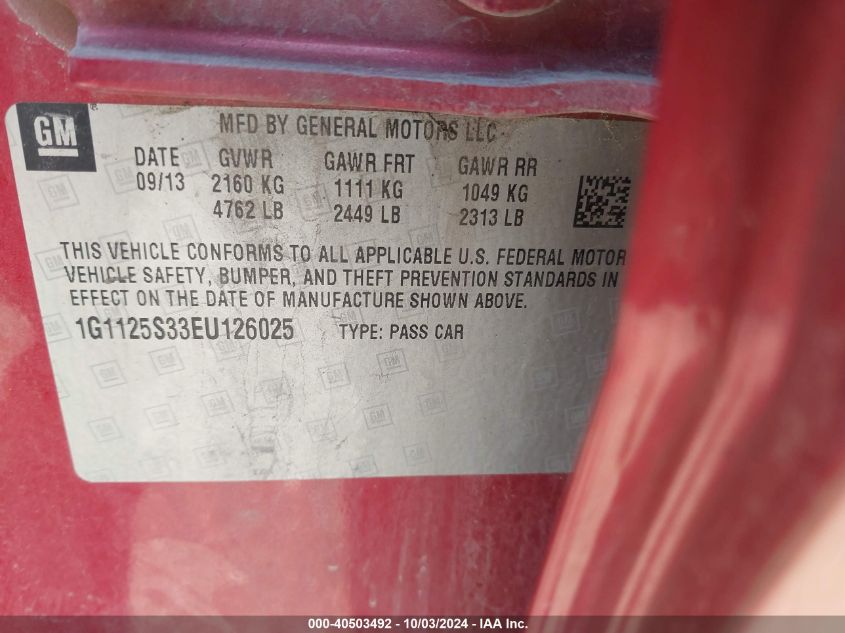 GM
MFD BY GENERAL MOTORS LLC
DATE GVWR GAWR FRT GAWR RR
09/13 2160 KG 1111 KG 1049 KG
4762 LB 2449 LB 2313 LB
THIS VEHICLE CONFORMS TO ALL APPLICABLE U.S. FEDERAL MOTOR
VEHICLE SAFETY, BUMPER, AND THEFT PREVENTION STANDARDS IN
EFFECT ON THE DATE OF MANUFACTURE SHOWN ABOVE.
1G1125S33EU126025 TYPE: PASS CAR
000-40503492 - 10/03/2024 - IAA Inc.